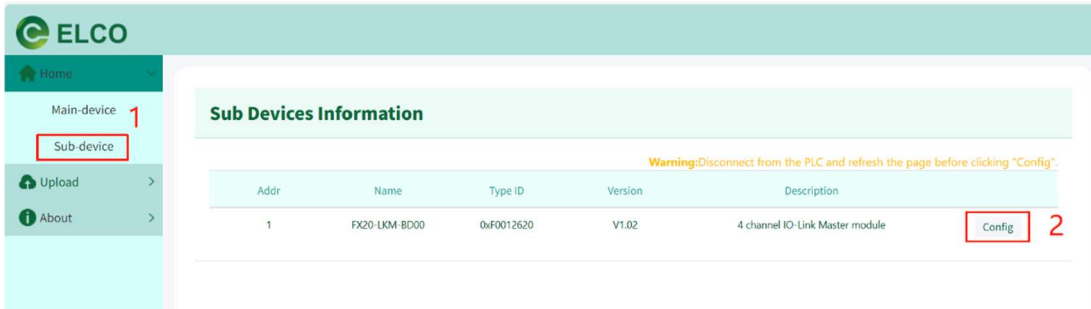 ELCO
Home
Main-device
1
Sub-device
Upload
About
Sub Devices Information
Warning:Disconnect from the PLC and refresh the page before clicking "Config".
Addr Name Type ID Version Description
1 FX20-LKM-BD00 0xF0012620 V1.02 4 channel IO-Link Master module Config 2